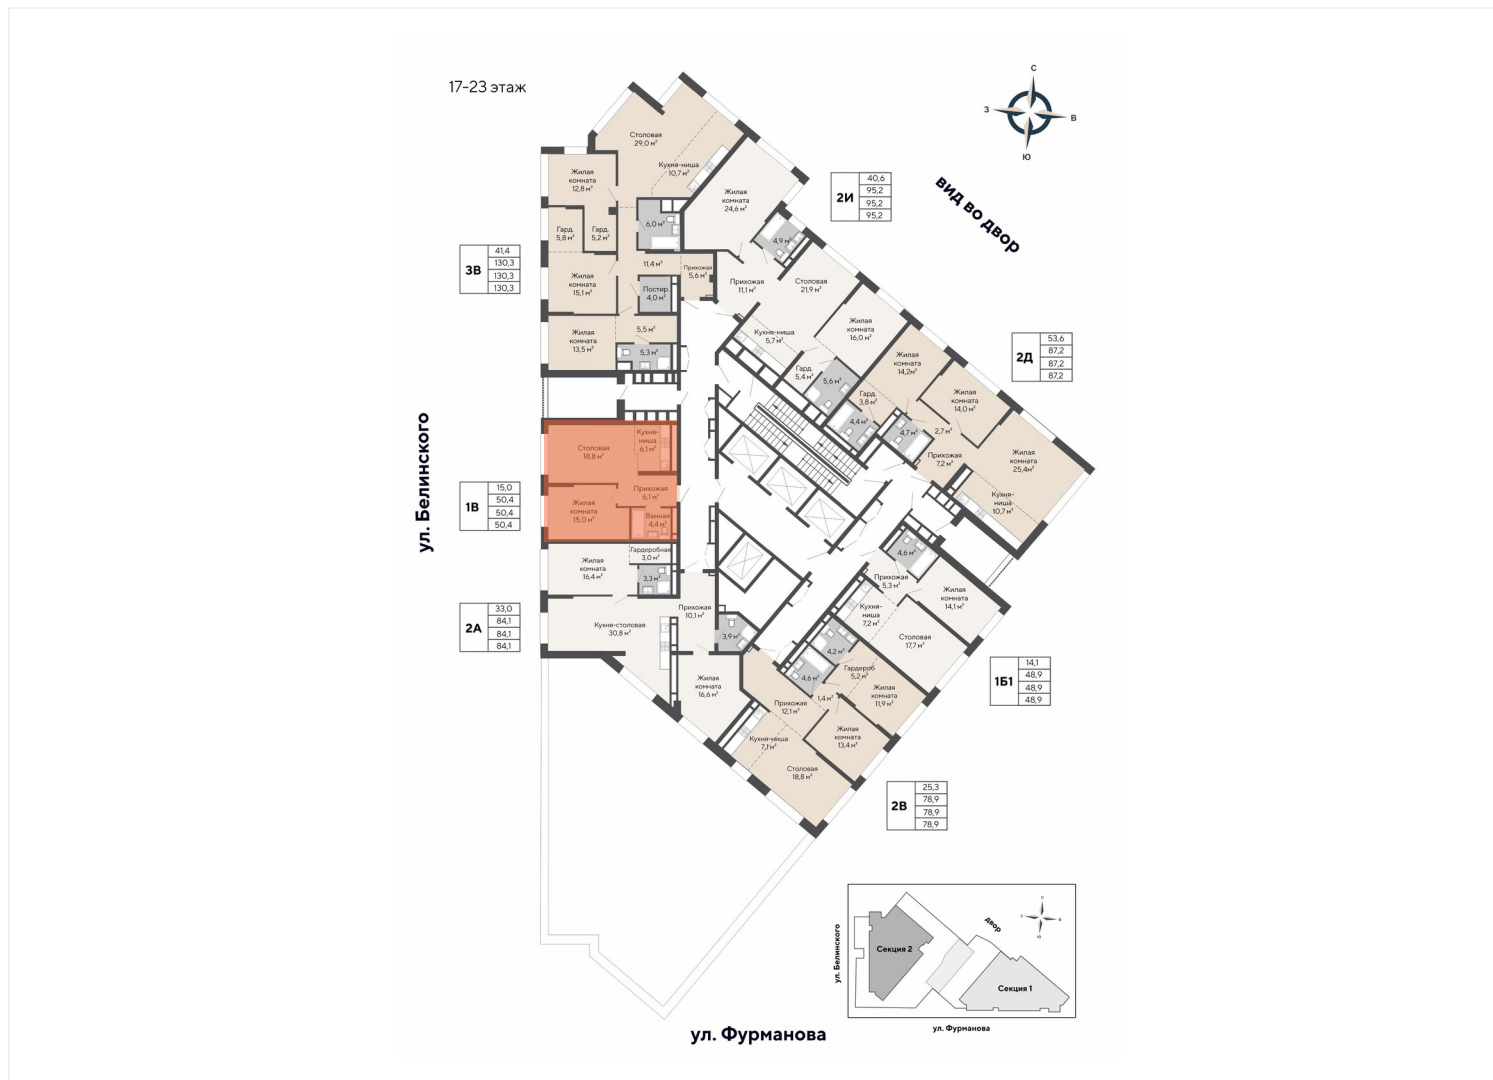 17-23 этаж
С
З
В
Ю
вид во двор
ул. Белинского
Столовая
29,0 м²
Кухня-ниша
10,7 м²
Жилая
комната
12,8 м²
Гард.
5,8 м²
Гард.
5,2 м²
6,0 м²
11,4 м²
Прихожая
5,6 м²
Жилая
комната
15,1 м²
Постир.
4,0 м²
Жилая
комната
13,5 м²
5,5 м²
5,3 м²
3В
41,4
130,3
130,3
130,3
Жилая
комната
24,6 м²
4,9 м²
Прихожая
11,1 м²
Столовая
21,9 м²
Кухня-ниша
5,7 м²
Жилая
комната
16,0 м²
Гард.
5,4 м²
5,6 м²
2И
40,6
95,2
95,2
95,2
Жилая
комната
14,2м²
Гард.
3,8 м²
4,4 м²
4,7 м²
2,7 м²
Жилая
комната
14,0 м²
Прихожая
7,2 м²
Жилая
комната
25,4м²
Кухня-
ниша
10,7 м²
2Д
53,6
87,2
87,2
87,2
Столовая
18,8 м²
Кухня-
ниша
6,1 м²
Прихожая
6,1 м²
Жилая
комната
15,0 м²
Ванная
4,4 м²
1В
15,0
50,4
50,4
50,4
Жилая
комната
16,4 м²
Гардеробная
3,0 м²
3,3 м²
Прихожая
10,1 м²
Кухня-столовая
30,8 м²
3,9 м²
Жилая
комната
16,6 м²
2А
33,0
84,1
84,1
84,1
4,6 м²
Прихожая
5,3 м²
Жилая
комната
14,1 м²
Кухня-
ниша
7,2 м²
Столовая
17,7 м²
1Б1
14,1
48,9
48,9
48,9
4,2 м²
4,6 м²
Гардероб
5,2 м²
1,4 м²
Жилая
комната
11,9 м²
Прихожая
12,1 м²
Жилая
комната
13,4 м²
Кухня-ниша
7,1 м²
Столовая
18,8 м²
2В
25,3
78,9
78,9
78,9
ул. Белинского
Секция 2
двор
Секция 1
ул. Фурманова
ул. Фурманова